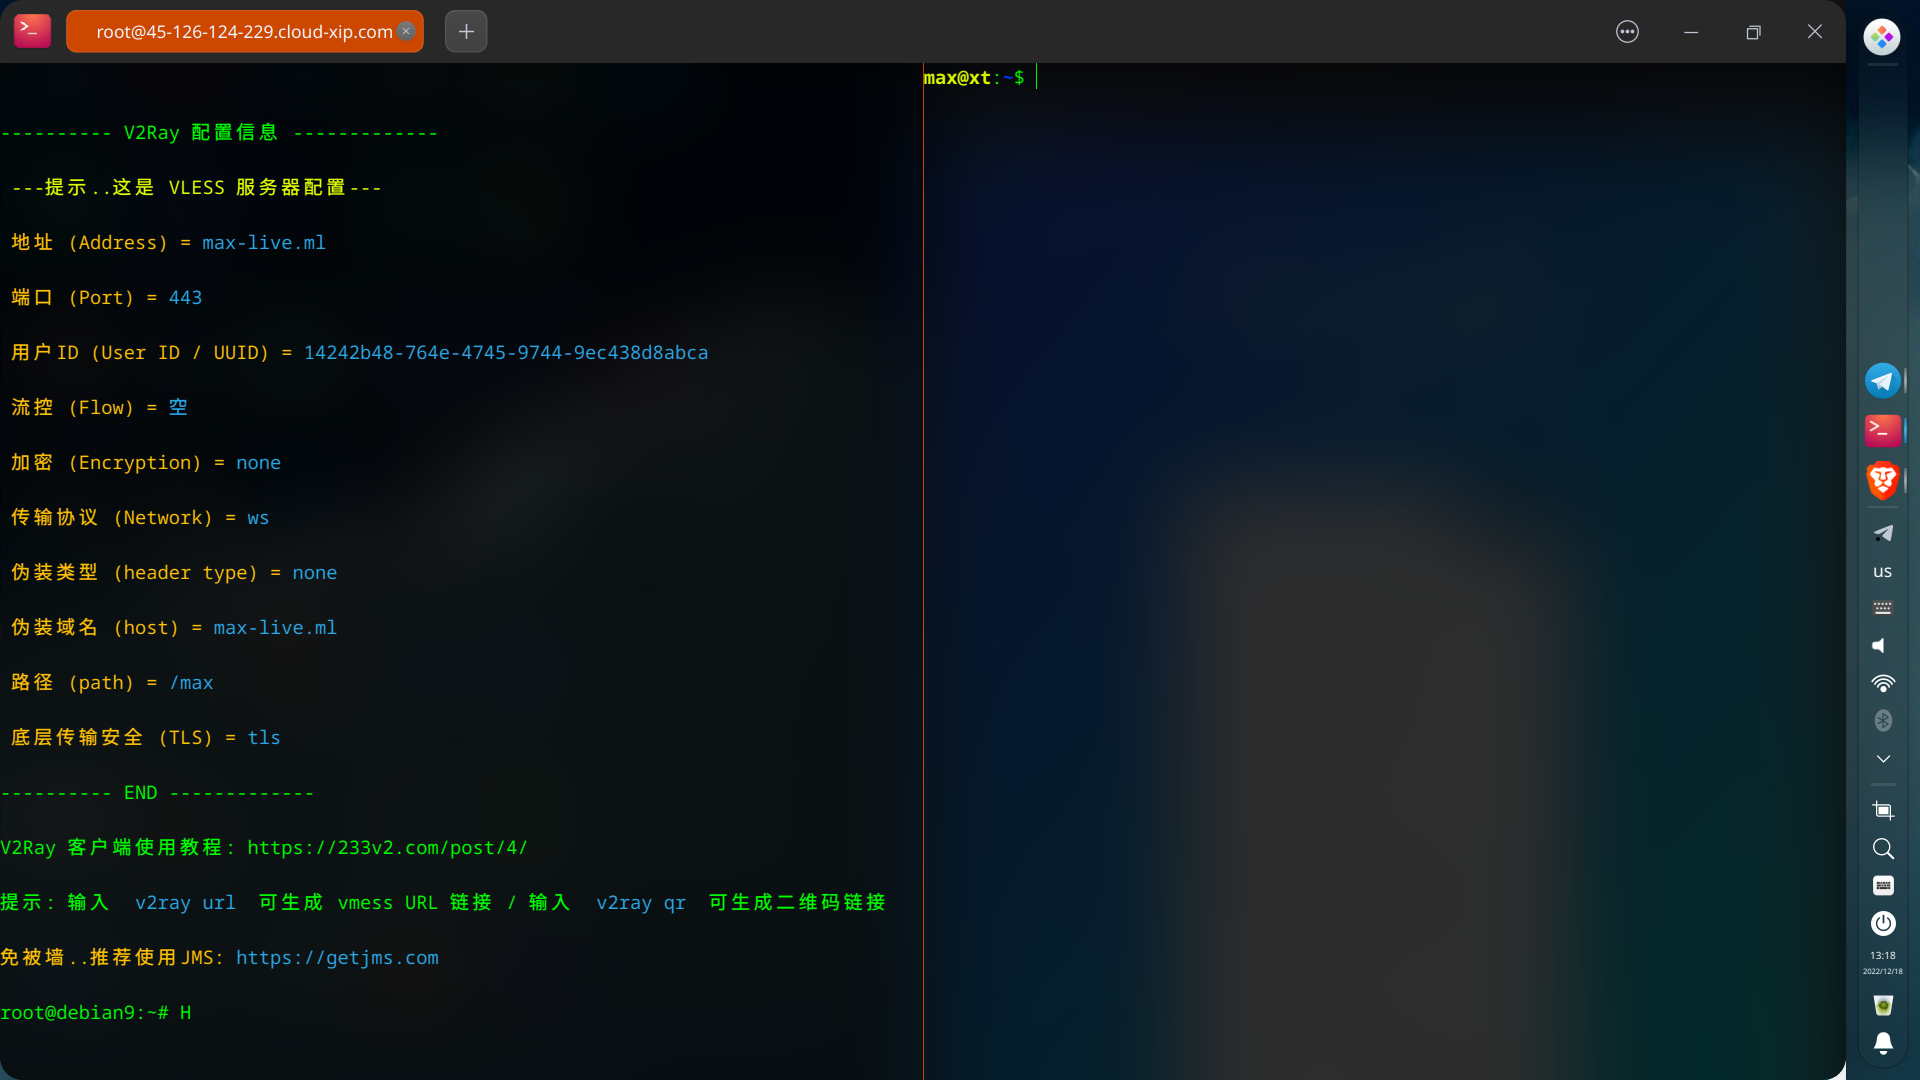 root@45-126-124-229.cloud-xip.com
---------- V2Ray 配置信息 -------------
---提示..这是 VLESS 服务器配置---
地址 (Address) = max-live.ml
端口 (Port) = 443
用户ID (User ID / UUID) = 14242b48-764e-4745-9744-9ec438d8abca
流控 (Flow) = 空
加密 (Encryption) = none
传输协议 (Network) = ws
伪装类型 (header type) = none
伪装域名 (host) = max-live.ml
路径 (path) = /max
底层传输安全 (TLS) = tls
---------- END -------------
V2Ray 客户端使用教程: https://233v2.com/post/4/
提示: 输入 v2ray url 可生成 vmess URL 链接 / 输入 v2ray qr 可生成二维码链接
免被墙..推荐使用JMS: https://getjms.com
root@debian9:~# H
max@xt:~$
us
13:18
2022/12/18